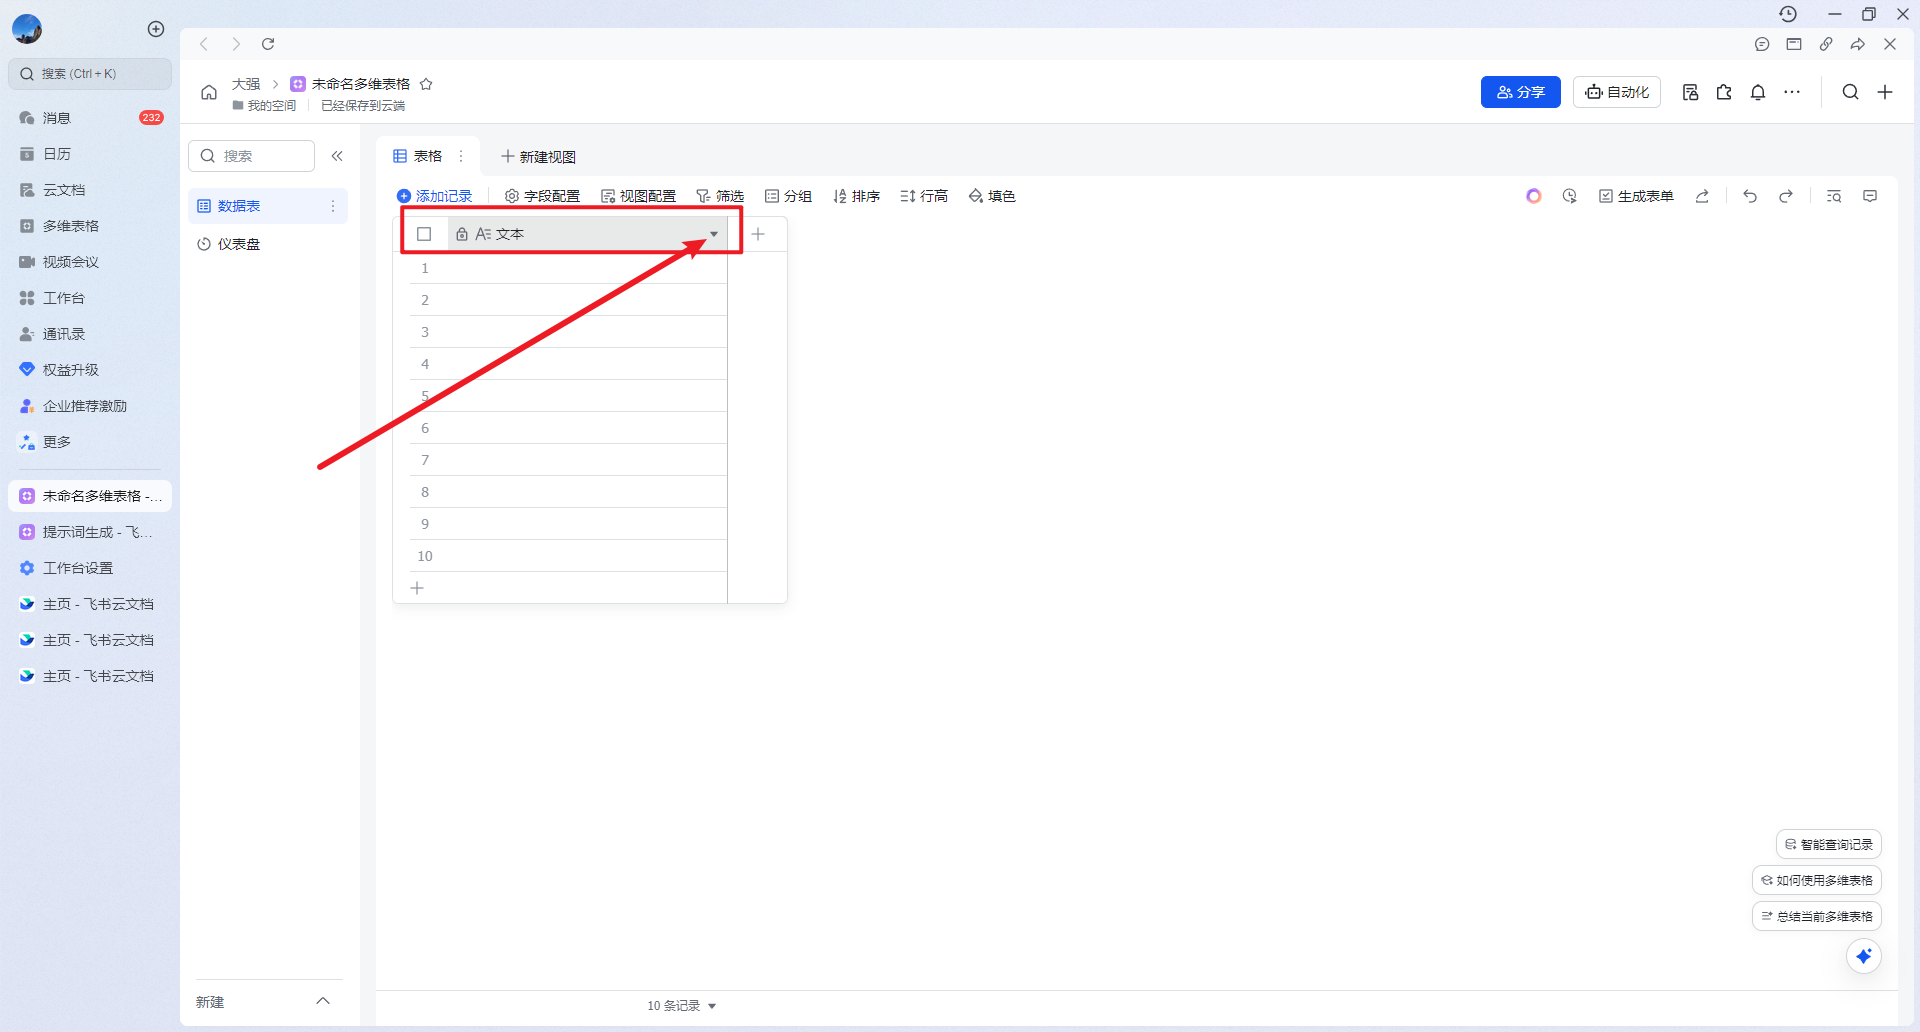 搜索 (Ctrl + K)
消息
232
日历
云文档
多维表格
视频会议
工作台
通讯录
权益升级
企业推荐激励
更多
未命名多维表格 -...
提示词生成 - 飞...
工作台设置
主页 - 飞书云文档
主页 - 飞书云文档
主页 - 飞书云文档
大强
未命名多维表格
我的空间
已经保存到云端
分享
自动化
搜索
数据表
仪表盘
新建
表格
新建视图
添加记录
字段配置
视图配置
筛选
分组
排序
行高
填色
生成表单
文本
1
2
3
4
5
6
7
8
9
10
智能查询记录
如何使用多维表格
总结当前多维表格
10 条记录